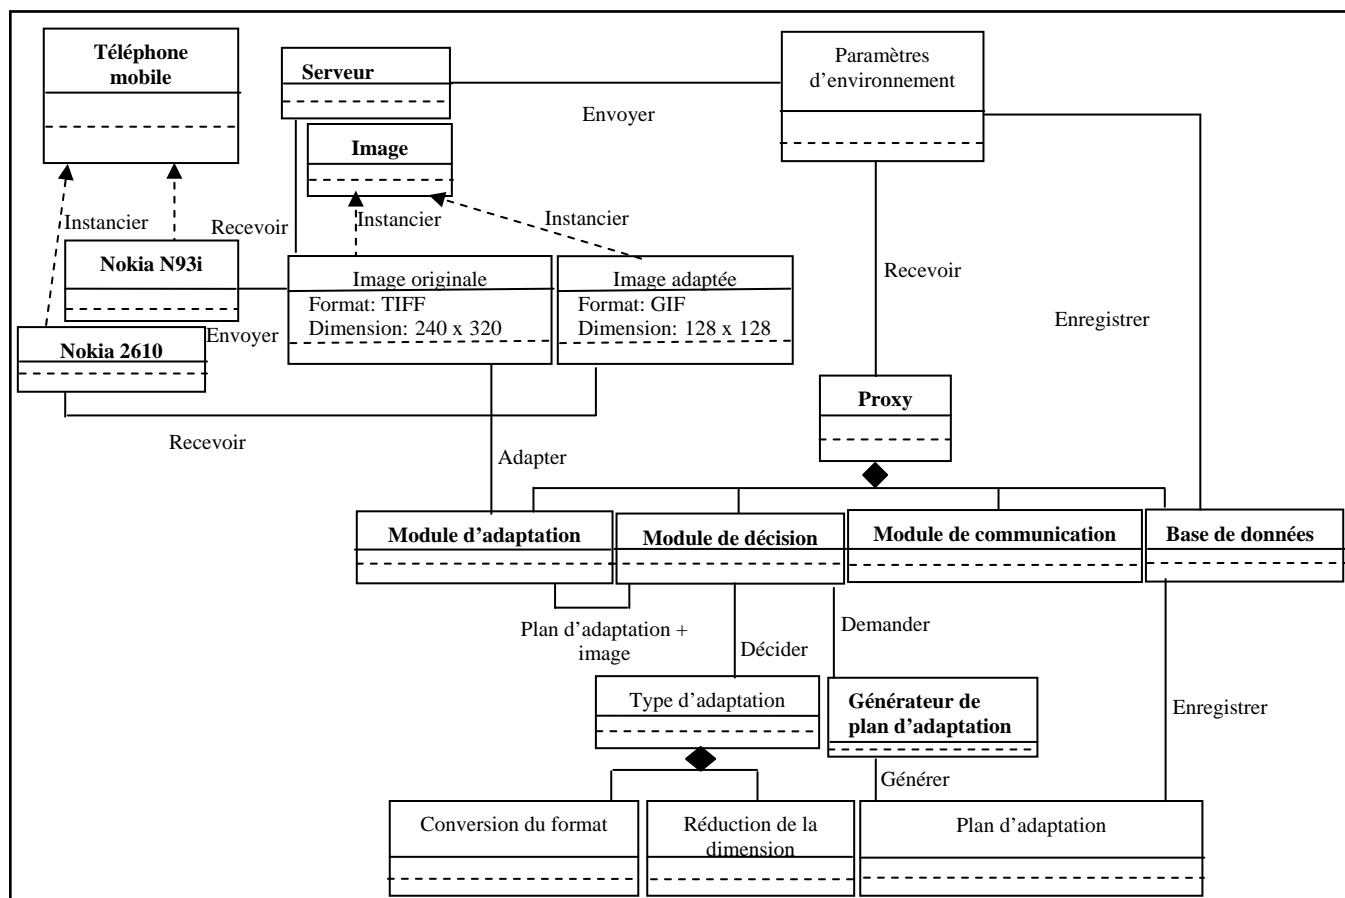 Téléphone
mobile
Serveur
Paramètres
d'environnement
Envoyer
Image
Instancier
Recevoir
Instancier
Instancier
Nokia N93i
Recevoir
Image originale
Format: TIFF
Dimension: 240 x 320
Image adaptée
Format: GIF
Dimension: 128 x 128
Enregistrer
Envoyer
Nokia 2610
Proxy
Recevoir
Adapter
Module d'adaptation
Module de décision
Module de communication
Base de données
Plan d'adaptation +
image
Décider
Demander
Type d'adaptation
Générateur de
plan d'adaptation
Enregistrer
Générer
Conversion du format
Réduction de la
dimension
Plan d'adaptation